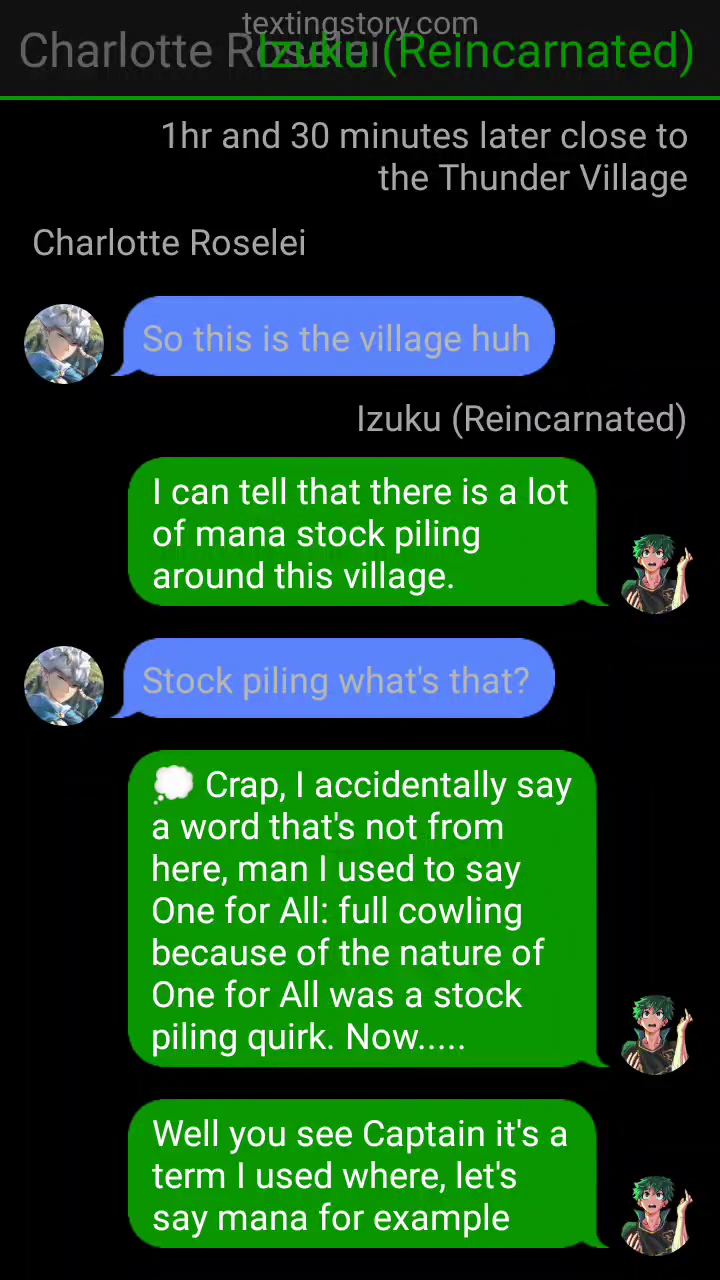 textingstory.com
Charlotte Roselei
Izuku (Reincarnated)
1hr and 30 minutes later close to
the Thunder Village
Charlotte Roselei
So this is the village huh
Izuku (Reincarnated)
I can tell that there is a lot
of mana stock piling
around this village.
Stock piling what's that?
💭 Crap, I accidentally say
a word that's not from
here, man I used to say
One for All: full cowling
because of the nature of
One for All was a stock
piling quirk. Now.....
Well you see Captain it's a
term I used where, let's
say mana for example